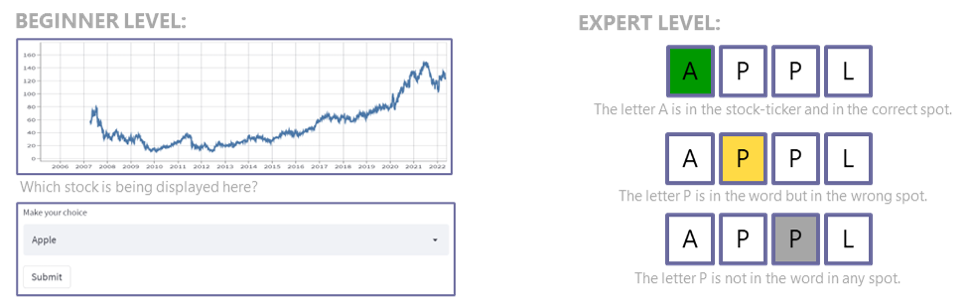 BEGINNER LEVEL:
160
140
120
100
80
60
40
20
0
2006 2007 2008 2009 2010 2011 2012 2013 2014 2015 2016 2017 2018 2019 2020 2021 2022
Which stock is being displayed here?
Make your choice
Apple
Submit
EXPERT LEVEL:
A P P L
The letter A is in the stock-ticker and in the correct spot.
A P P L
The letter P is in the word but in the wrong spot.
A P P L
The letter P is not in the word in any spot.